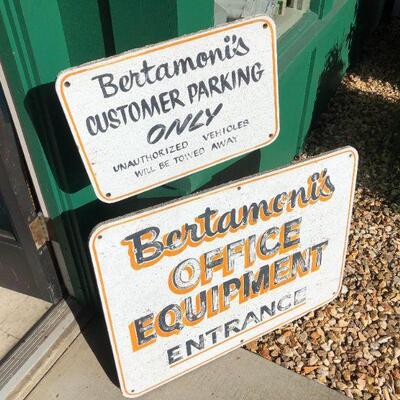 Bertamoni's
CUSTOMER PARKING
ONLY
UNAUTHORIZED VEHICLES
WILL BE TOWED AWAY
Bertamoni's
OFFICE
EQUIPMENT
ENTRANCE